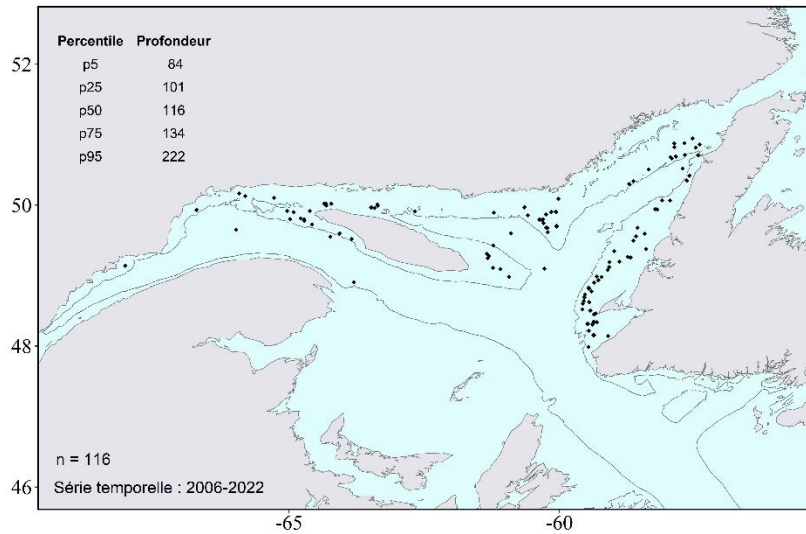 Percentile Profondeur
p5 84
p25 101
p50 116
p75 134
p95 222
52
50
48
46
n = 116
Série temporelle : 2006-2022
-65 -60